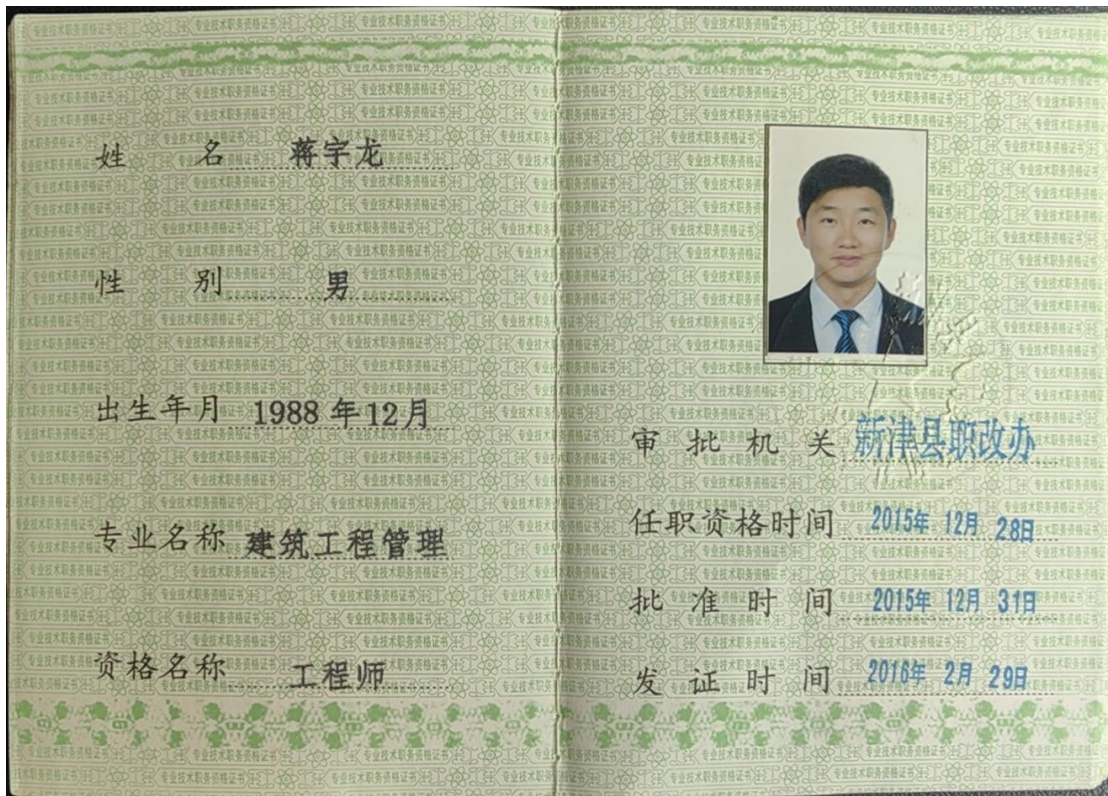 姓名 蒋宇龙
性别 男
出生年月 1988年12月
专业名称 建筑工程管理
资格名称 工程师
审批机关 新津县职改办
任职资格时间 2015年12月28日
批准时间 2015年12月31日
发证时间 2016年2月29日